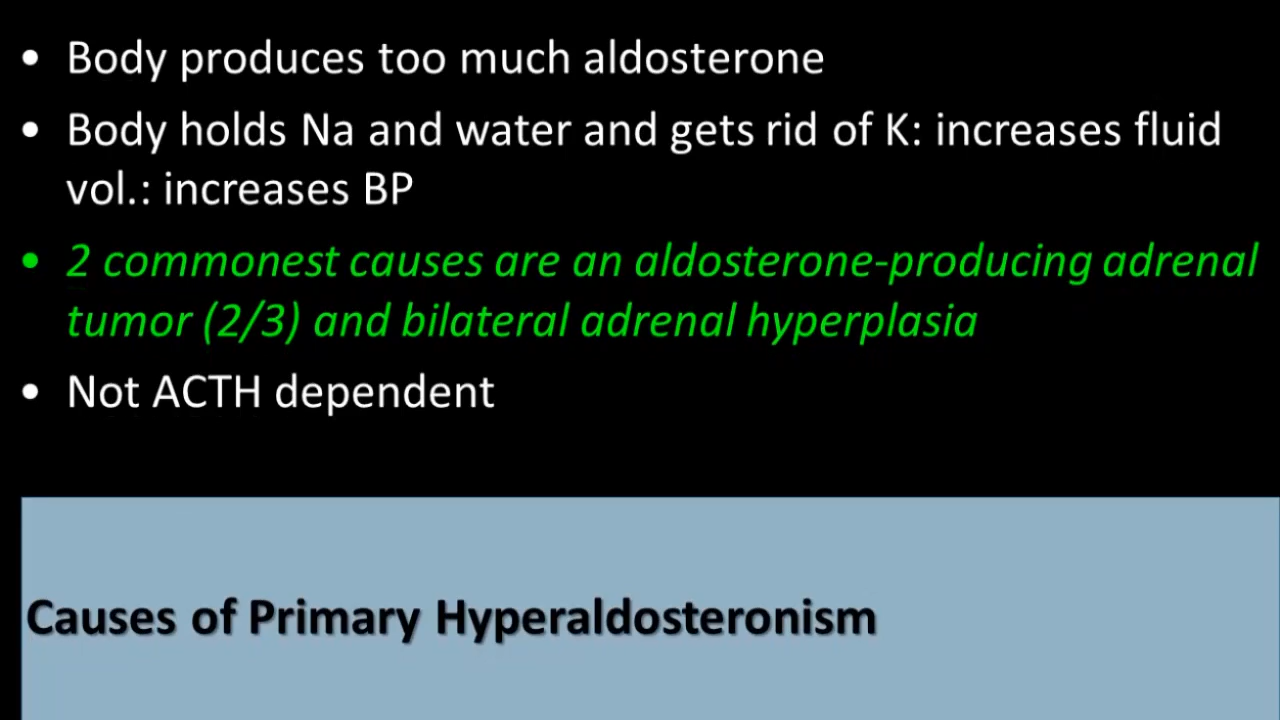 • Body produces too much aldosterone
• Body holds Na and water and gets rid of K: increases fluid
vol.: increases BP
• 2 commonest causes are an aldosterone-producing adrenal
tumor (2/3) and bilateral adrenal hyperplasia
• Not ACTH dependent
Causes of Primary Hyperaldosteronism